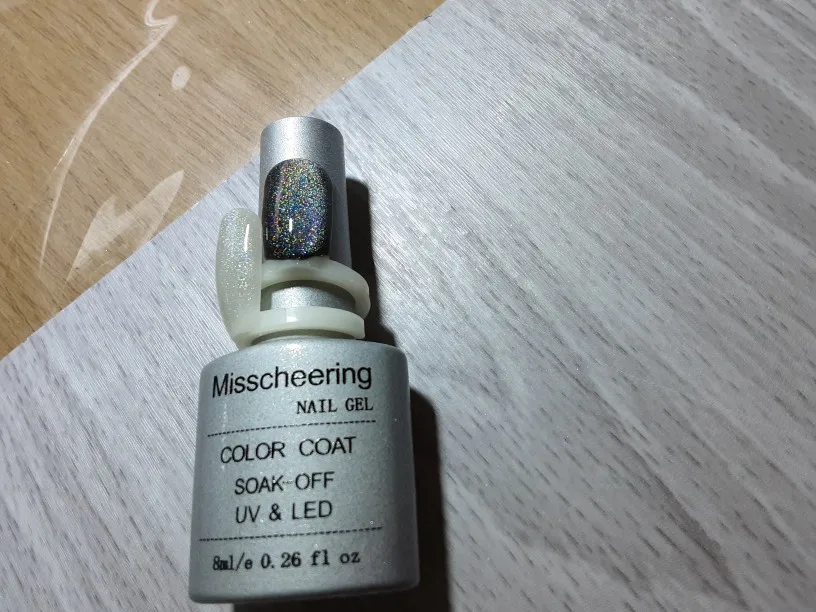 Misscheering
NAIL GEL
COLOR COAT
SOAK-OFF
UV & LED
8ml/e 0.26 fl oz